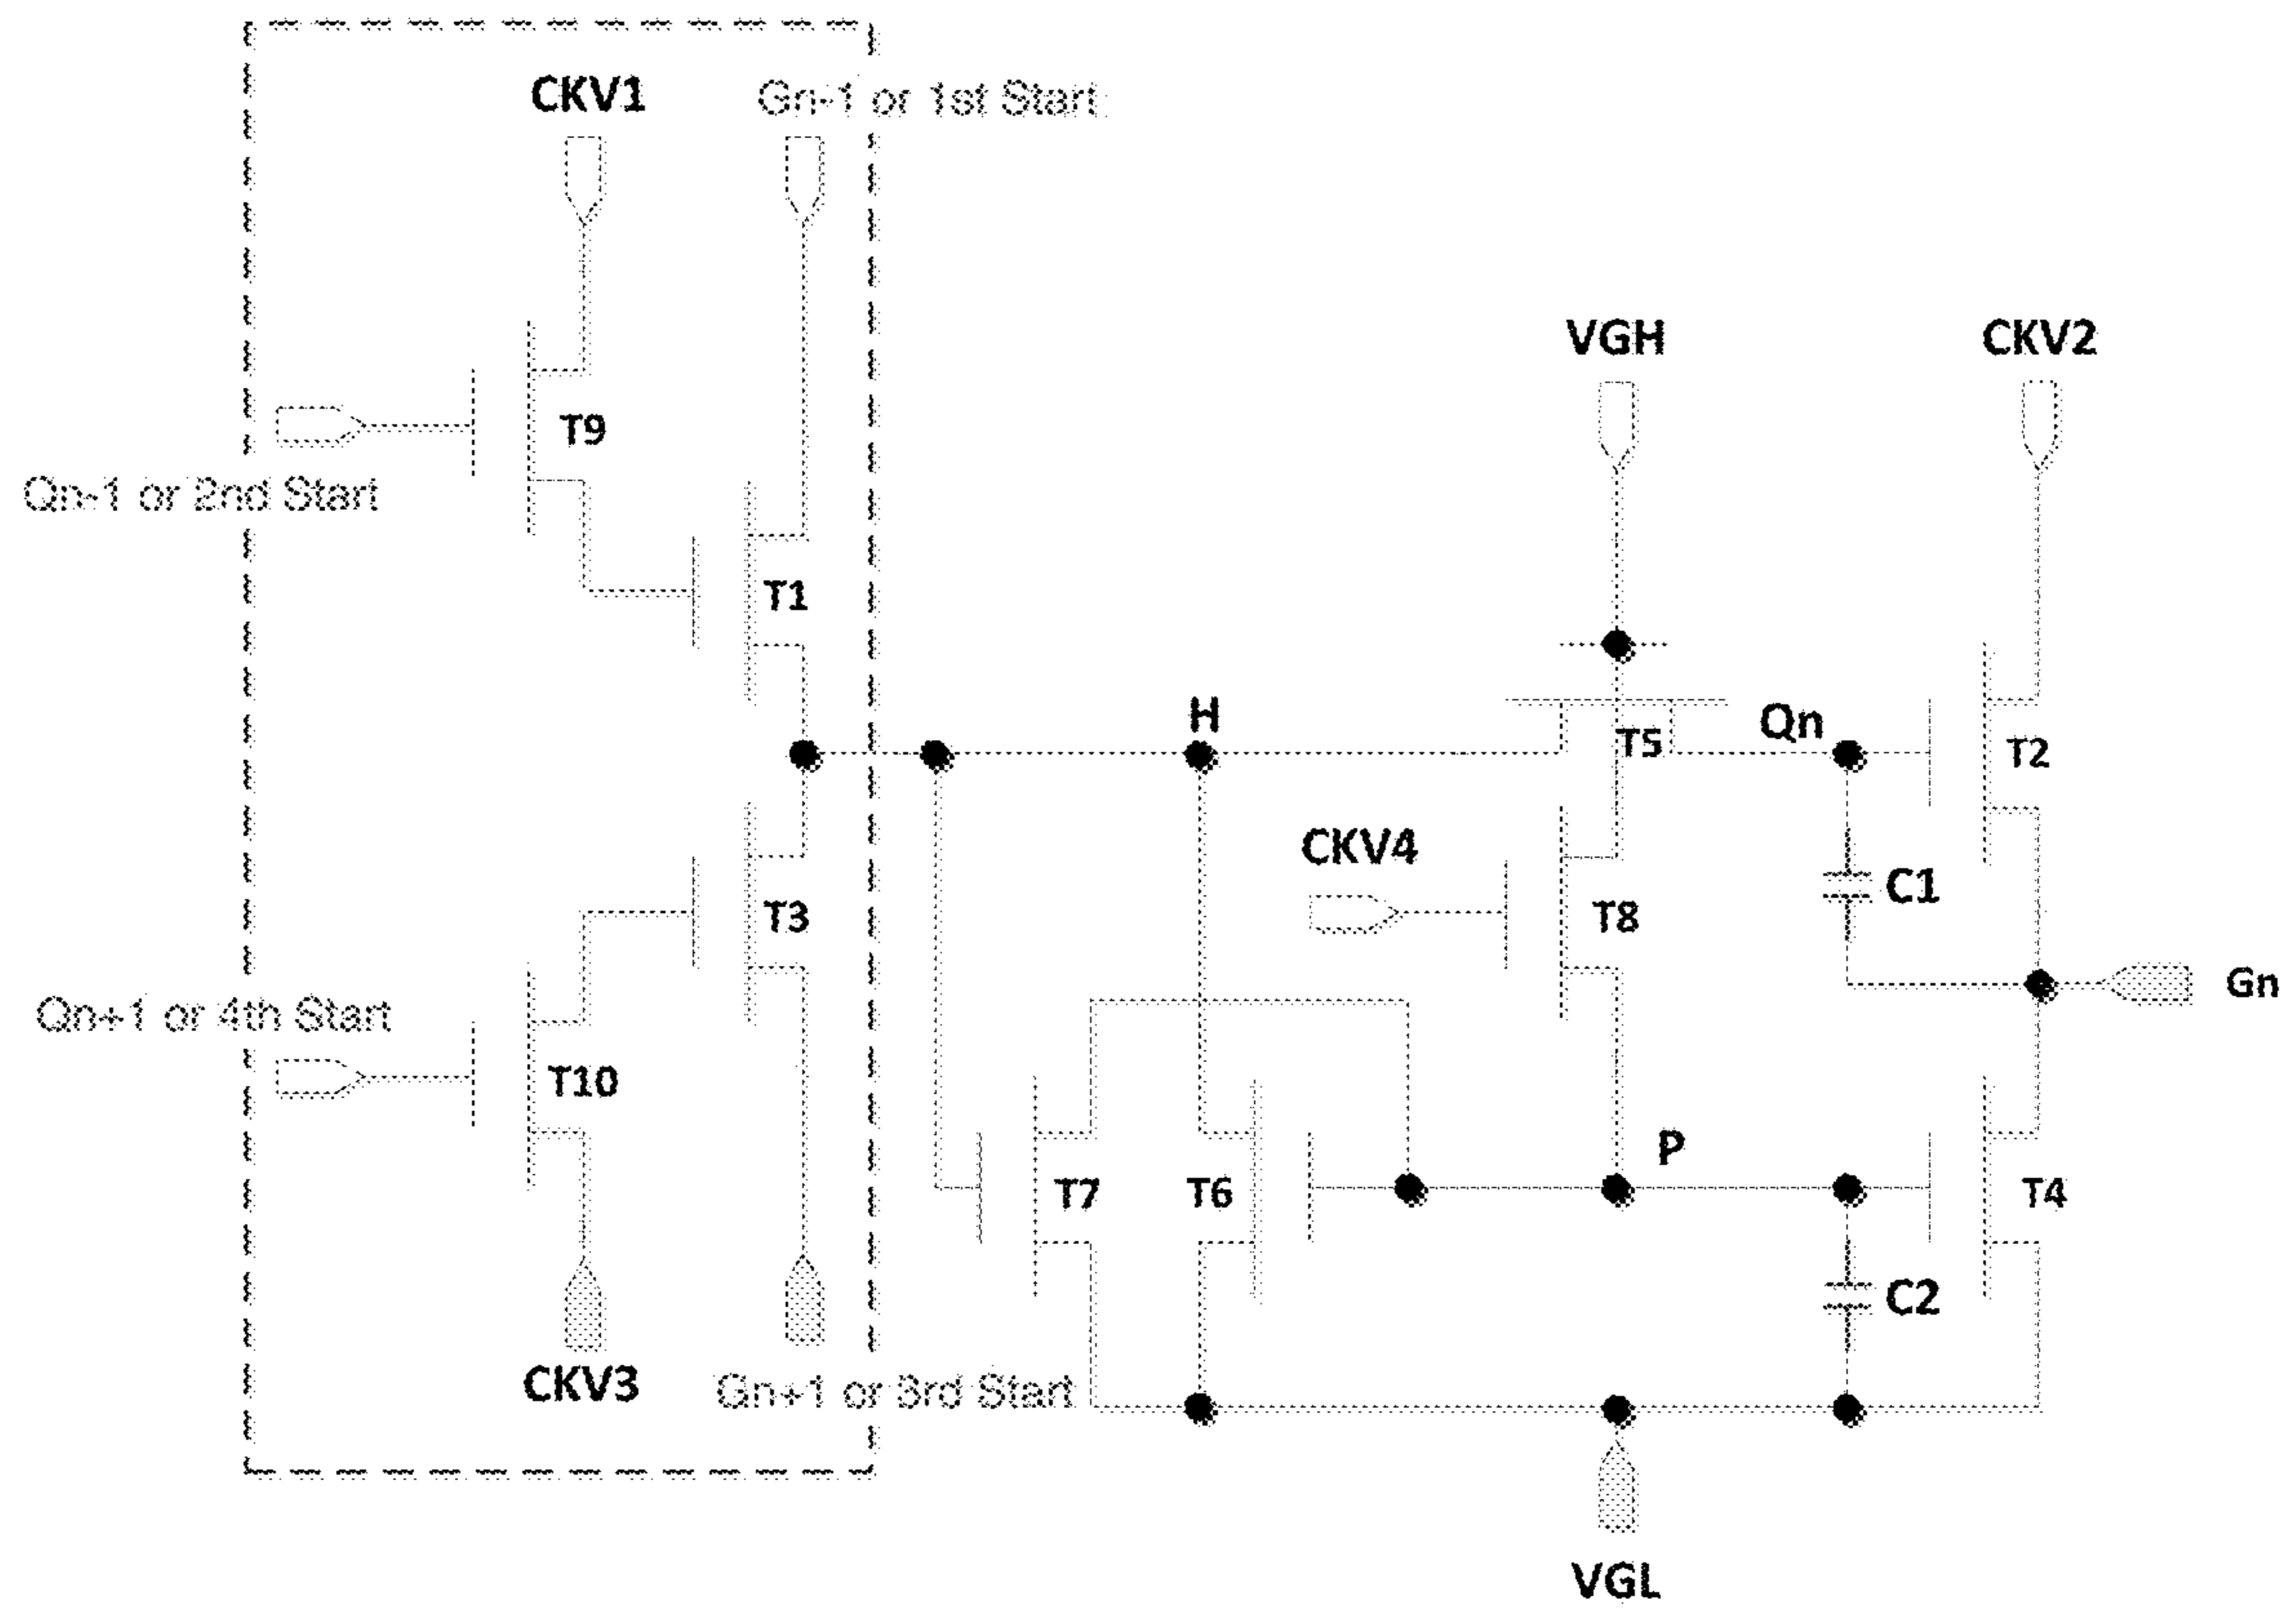 CKV1
Gn-1 or 1st Start
VGH
CKV2
T9
Qn-1 or 2nd Start
T1
H
T5
Qn
T2
CKV4
C1
T3
T8
Gn
Qn+1 or 4th Start
T10
P
T7
T6
T4
C2
CKV3
Gn+1 or 3rd Start
VGL